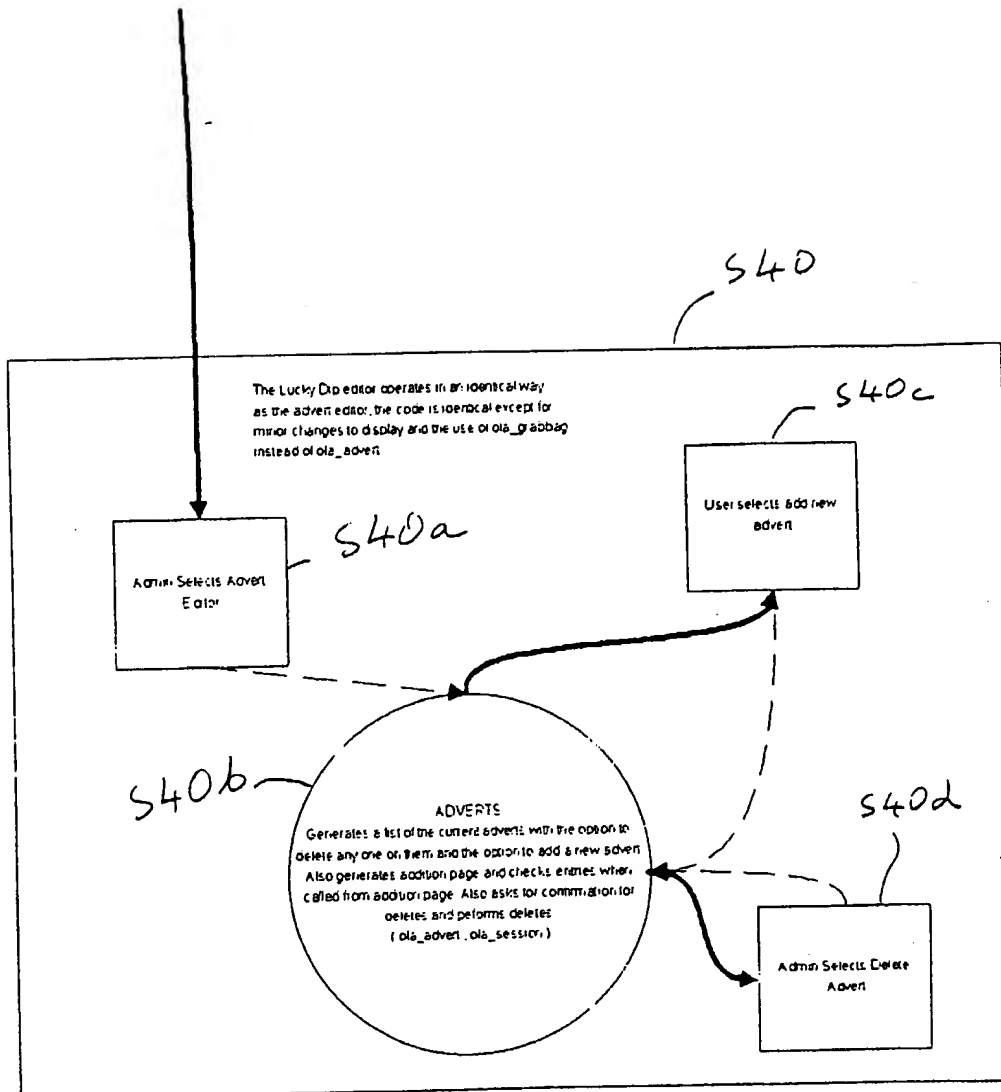 S40
The Lucky Dip editor operates in an identical way
as the advert editor, the code is identical except for
minor changes to display and the use of ola_grabbag
instead of ola_advert
S40c
User selects add new
advert
S40a
Admin Selects Advert
Editor
S40b
ADVERTS
Generates a list of the current adverts with the option to
delete any one on them and the option to add a new advert
Also generates addition page and checks entries when
called from addition page. Also asks for confirmation for
deletes and peforms deletes
( ola_advert , ola_session )
S40d
Admin Selects Delete
Advert